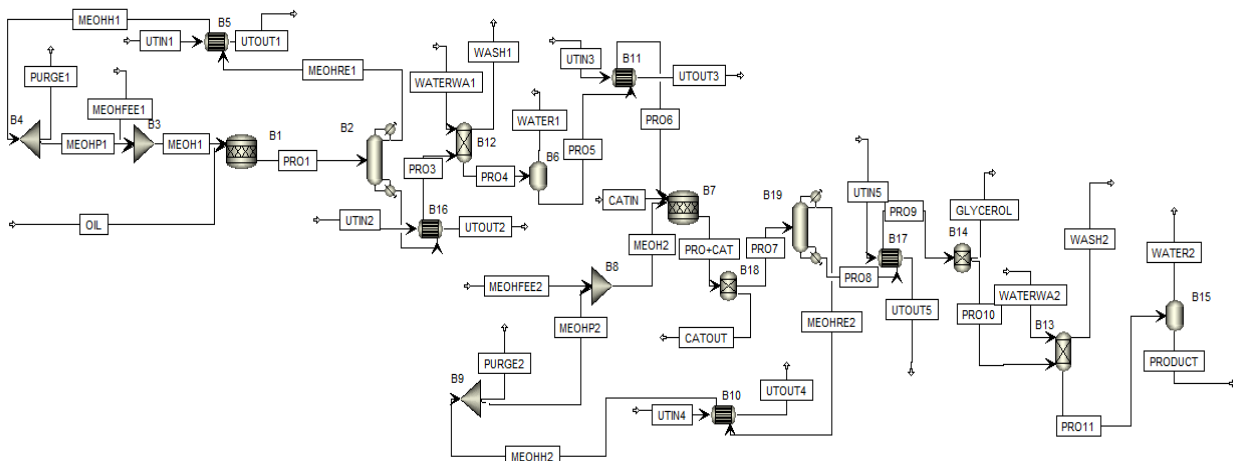 MEOHH1
B5
UTIN1
UTOUT1
WASH1
UTIN3
B11
UTOUT3
PURGE1
MEOHRE1
WATERWA1
MEOHFEE1
B4
MEOHP1
B3
MEOH1
B1
B2
B12
WATER1
PRO6
PRO1
PRO3
PRO4
B6
PRO5
B7
B19
UTIN5
PRO9
GLYCEROL
WASH2
B16
CATIN
B14
OIL
UTIN2
UTOUT2
MEOH2
PRO+CAT
PRO7
B17
WATER2
B18
PRO8
WATERWA2
B15
MEOHFEE2
B8
MEOHRE2
UTOUT5
PRO10
B13
MEOHP2
CATOUT
PRODUCT
PURGE2
B9
B10
UTOUT4
UTIN4
PRO11
MEOHH2